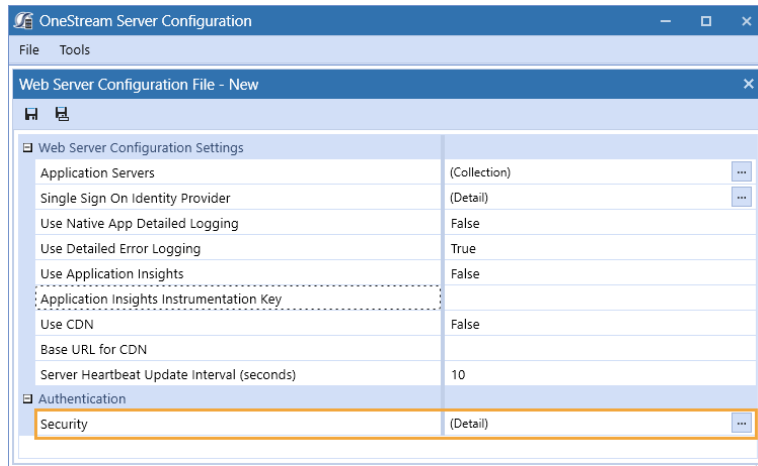 OneStream Server Configuration
File Tools
Web Server Configuration File - New
Web Server Configuration Settings
Application Servers (Collection) ...
Single Sign On Identity Provider (Detail) ...
Use Native App Detailed Logging False
Use Detailed Error Logging True
Use Application Insights False
Application Insights Instrumentation Key
Use CDN False
Base URL for CDN
Server Heartbeat Update Interval (seconds) 10
Authentication
Security (Detail) ...